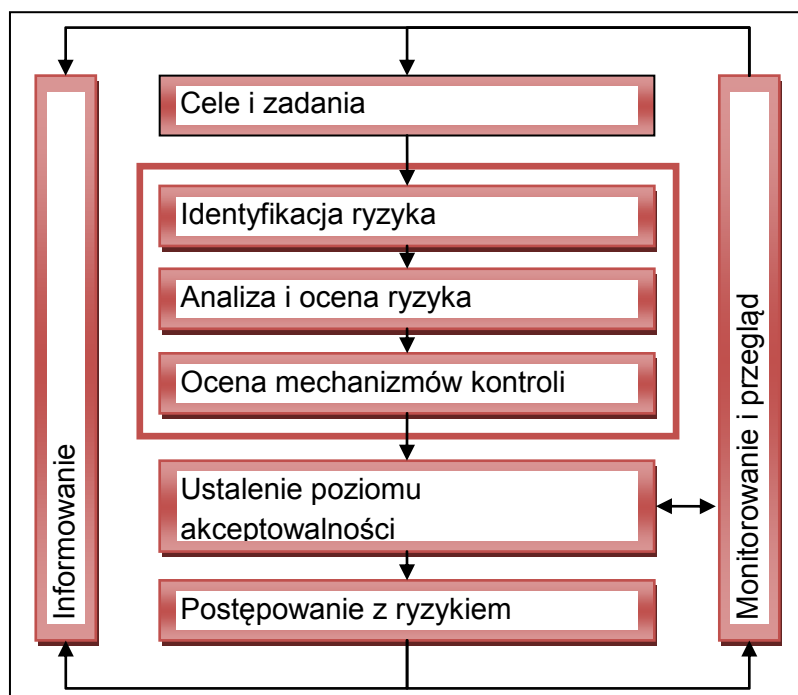 Cele i zadania
Identyfikacja ryzyka
Analiza i ocena ryzyka
Ocena mechanizmów kontroli
Ustalenie poziomu
akceptowalności
Postępowanie z ryzykiem
Informowanie
Monitorowanie i przegląd